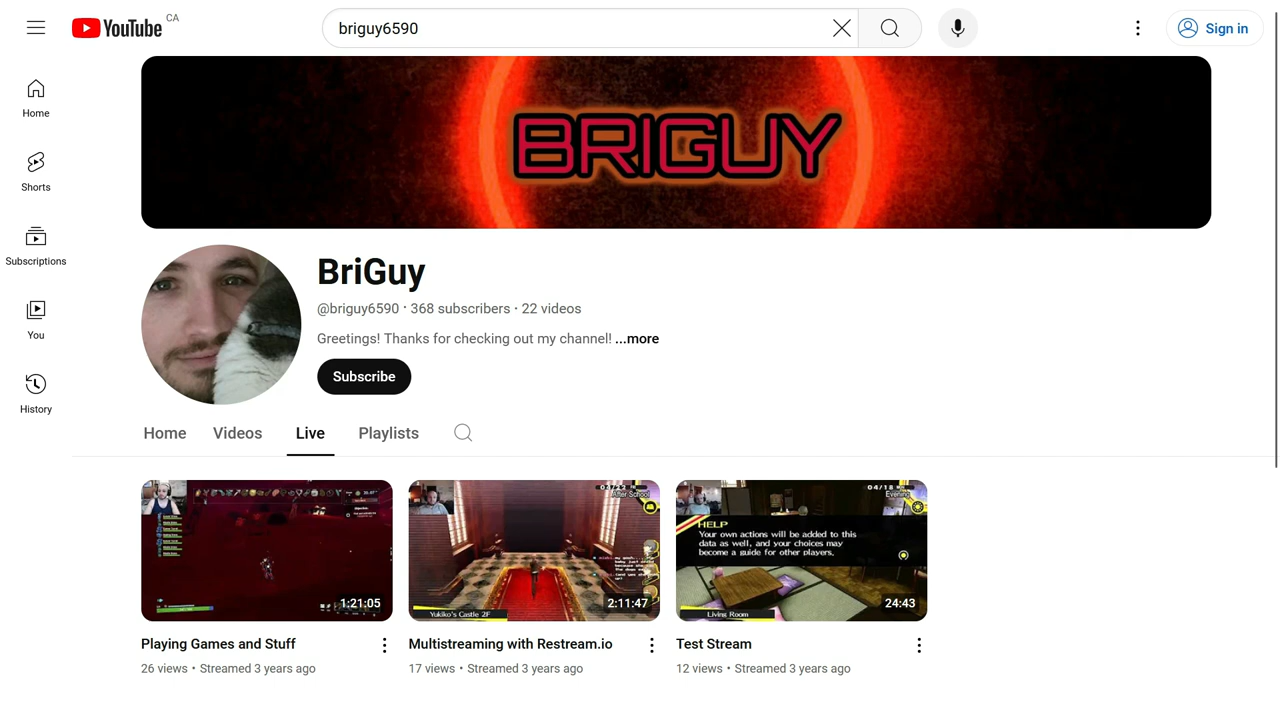 YouTube CA
briguy6590
Sign in
Home
Shorts
Subscriptions
You
History
BRIGUY
BriGuy
@briguy6590 • 368 subscribers • 22 videos
Greetings! Thanks for checking out my channel! ...more
Subscribe
Home Videos Live Playlists
1:21:05
After School
Yukiko's Castle 2F
2:11:47
04/18
Evening
HELP
Your own actions will be added to this
data as well, and your choices may
become a guide for other players.
Living Room
24:43
Playing Games and Stuff
26 views • Streamed 3 years ago
Multistreaming with Restream.io
17 views • Streamed 3 years ago
Test Stream
12 views • Streamed 3 years ago